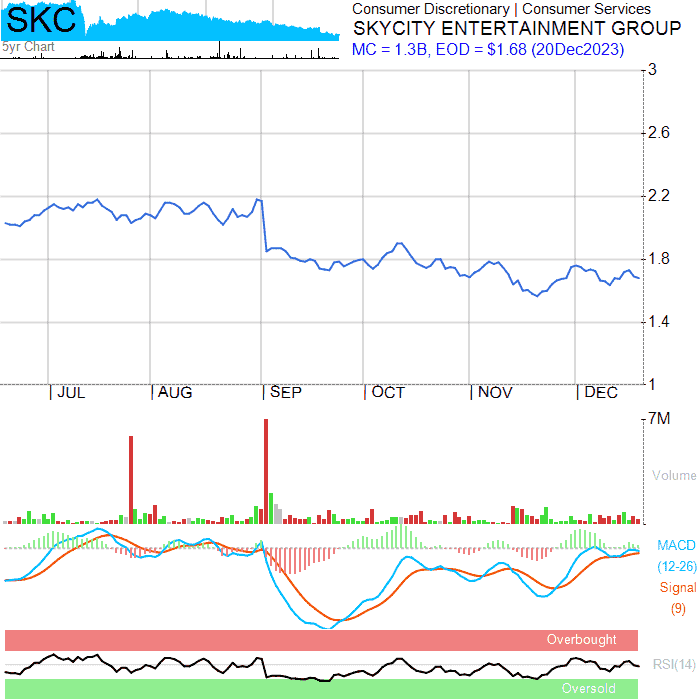 SKC
5yr Chart
Consumer Discretionary | Consumer Services
SKYCITY ENTERTAINMENT GROUP
MC = 1.3B, EOD = $1.68 (20Dec2023)
3
2.6
2.2
1.8
1.4
1
JUL AUG SEP OCT NOV DEC
7M
Volume
MACD
(12-26)
Signal
(9)
Overbought
RSI(14)
Oversold